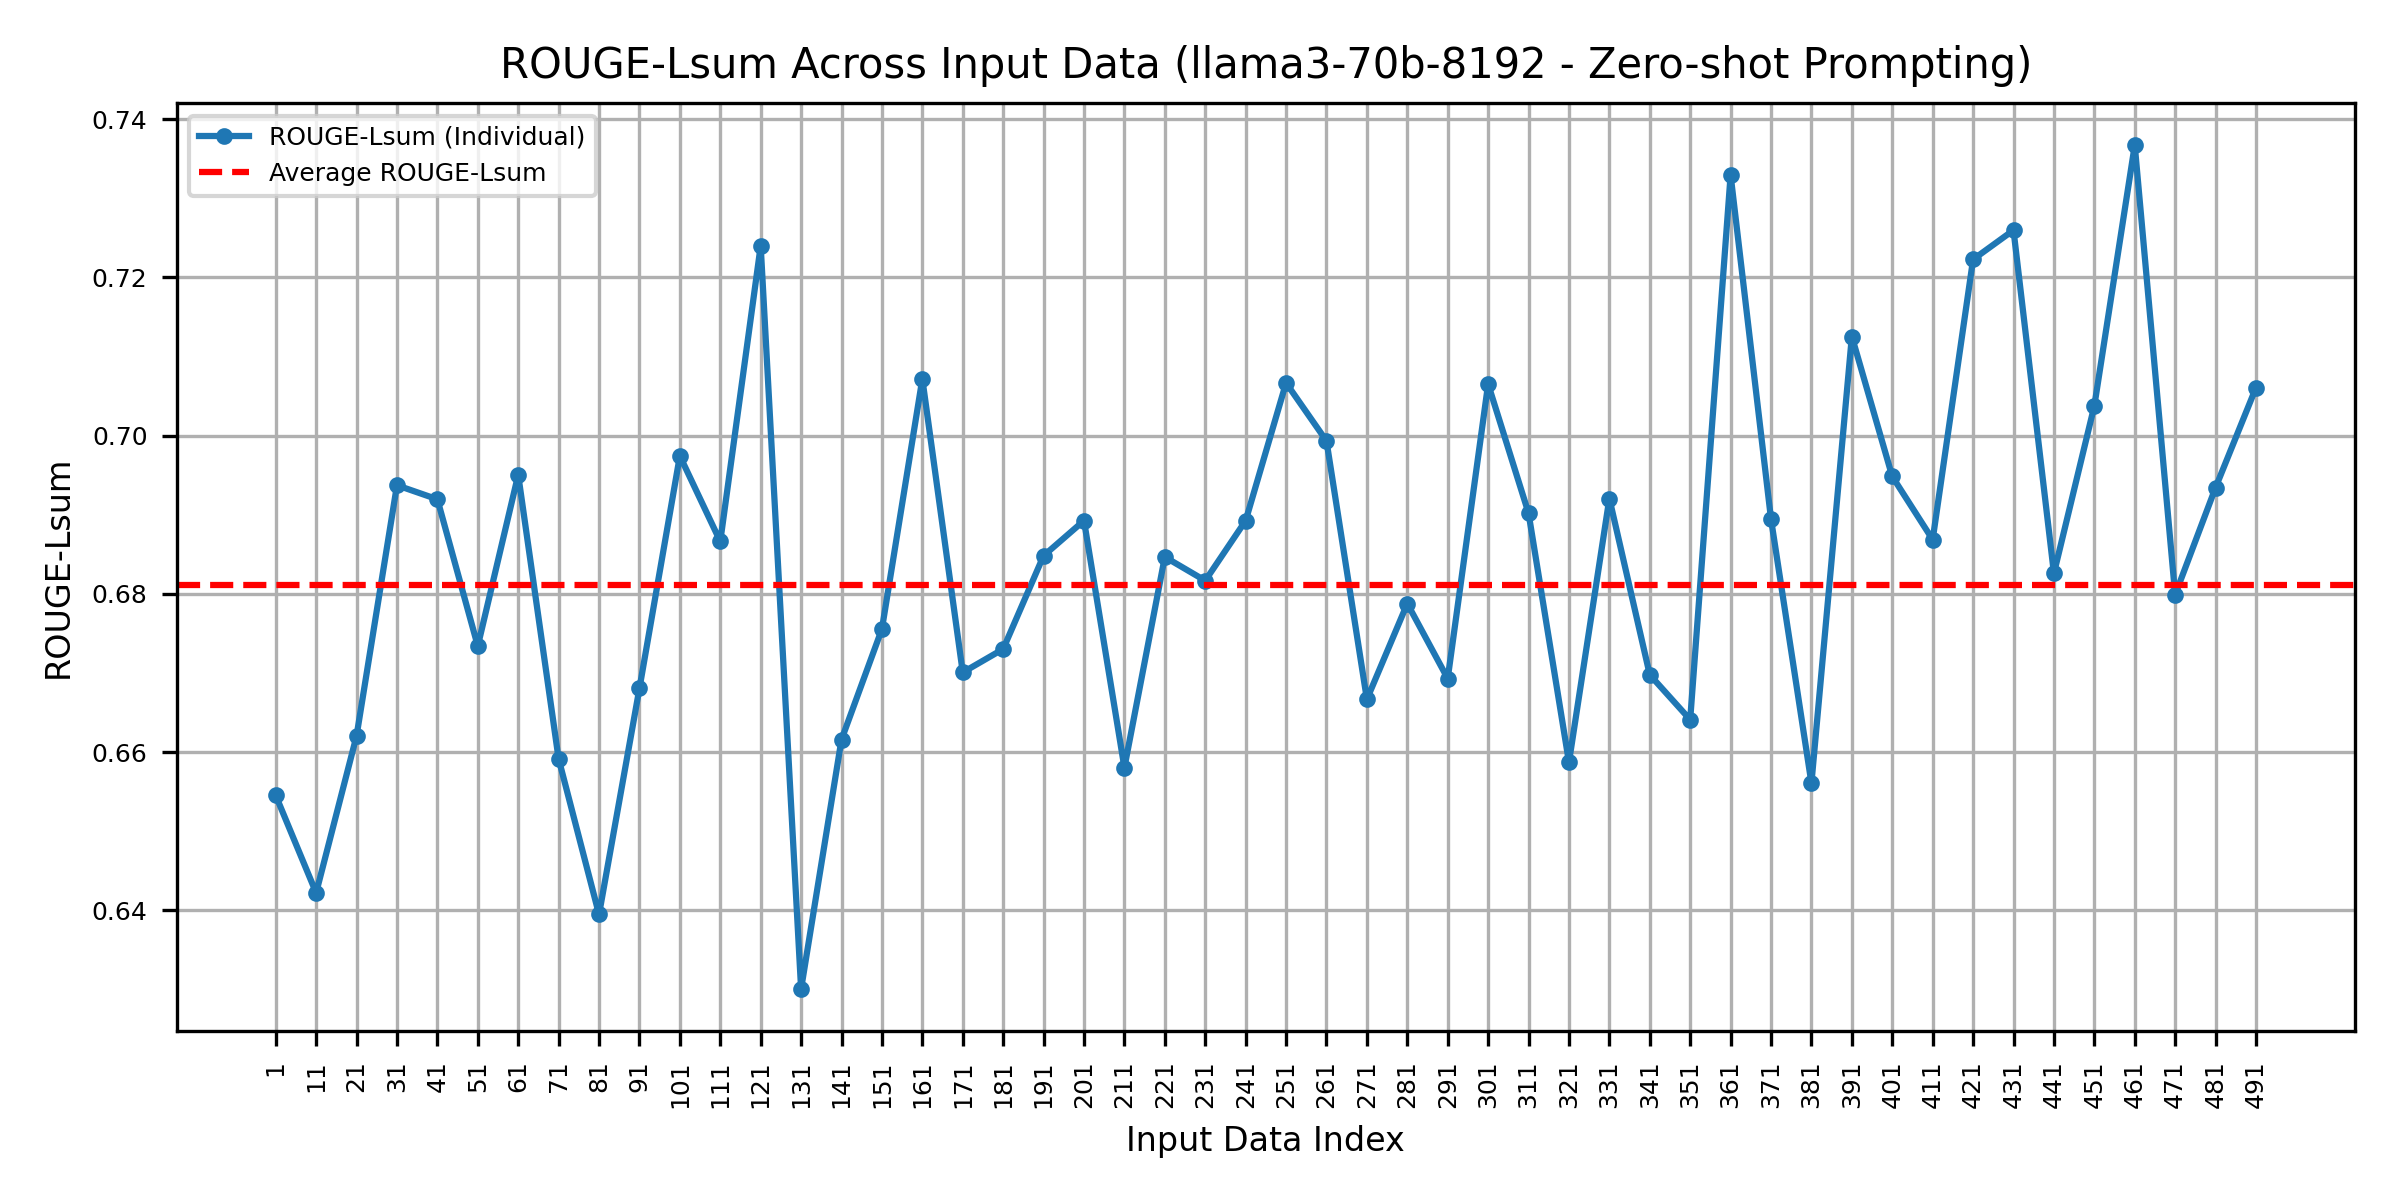 ROUGE-Lsum Across Input Data (llama3-70b-8192 - Zero-shot Prompting)
ROUGE-Lsum (Individual)
Average ROUGE-Lsum
ROUGE-Lsum
0.74
0.72
0.70
0.68
0.66
0.64
1 11 21 31 41 51 61 71 81 91 101 111 121 131 141 151 161 171 181 191 201 211 221 231 241 251 261 271 281 291 301 311 321 331 341 351 361 371 381 391 401 411 421 431 441 451 461 471 481 491
Input Data Index